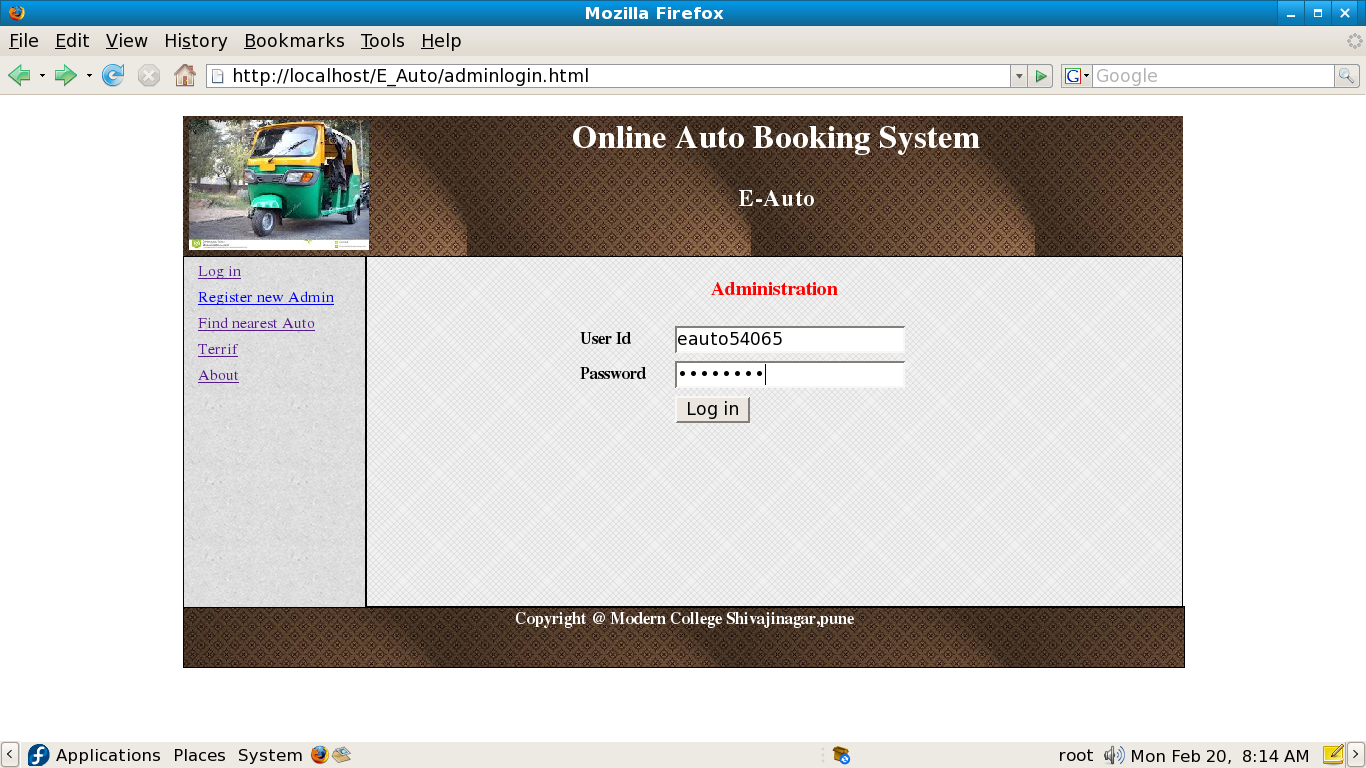 Mozilla Firefox
File Edit View History Bookmarks Tools Help
http://localhost/E_Auto/adminlogin.html
G Google
Online Auto Booking System
E-Auto
Log in
Register new Admin
Find nearest Auto
Terrif
About
Administration
User Id eauto54065
Password ••••••••
Log in
Copyright @ Modern College Shivajinagar,pune
Applications Places System root Mon Feb 20, 8:14 AM